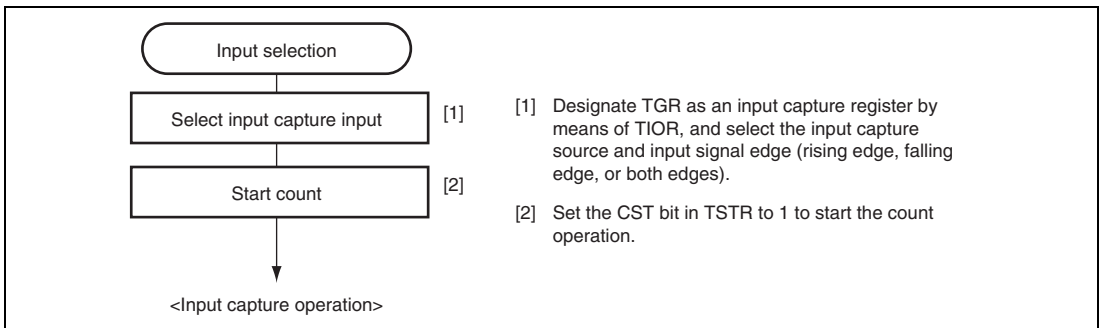 Input selection
Select input capture input
[1]
Start count
[2]
<Input capture operation>
[1] Designate TGR as an input capture register by
means of TIOR, and select the input capture
source and input signal edge (rising edge, falling
edge, or both edges).
[2] Set the CST bit in TSTR to 1 to start the count
operation.